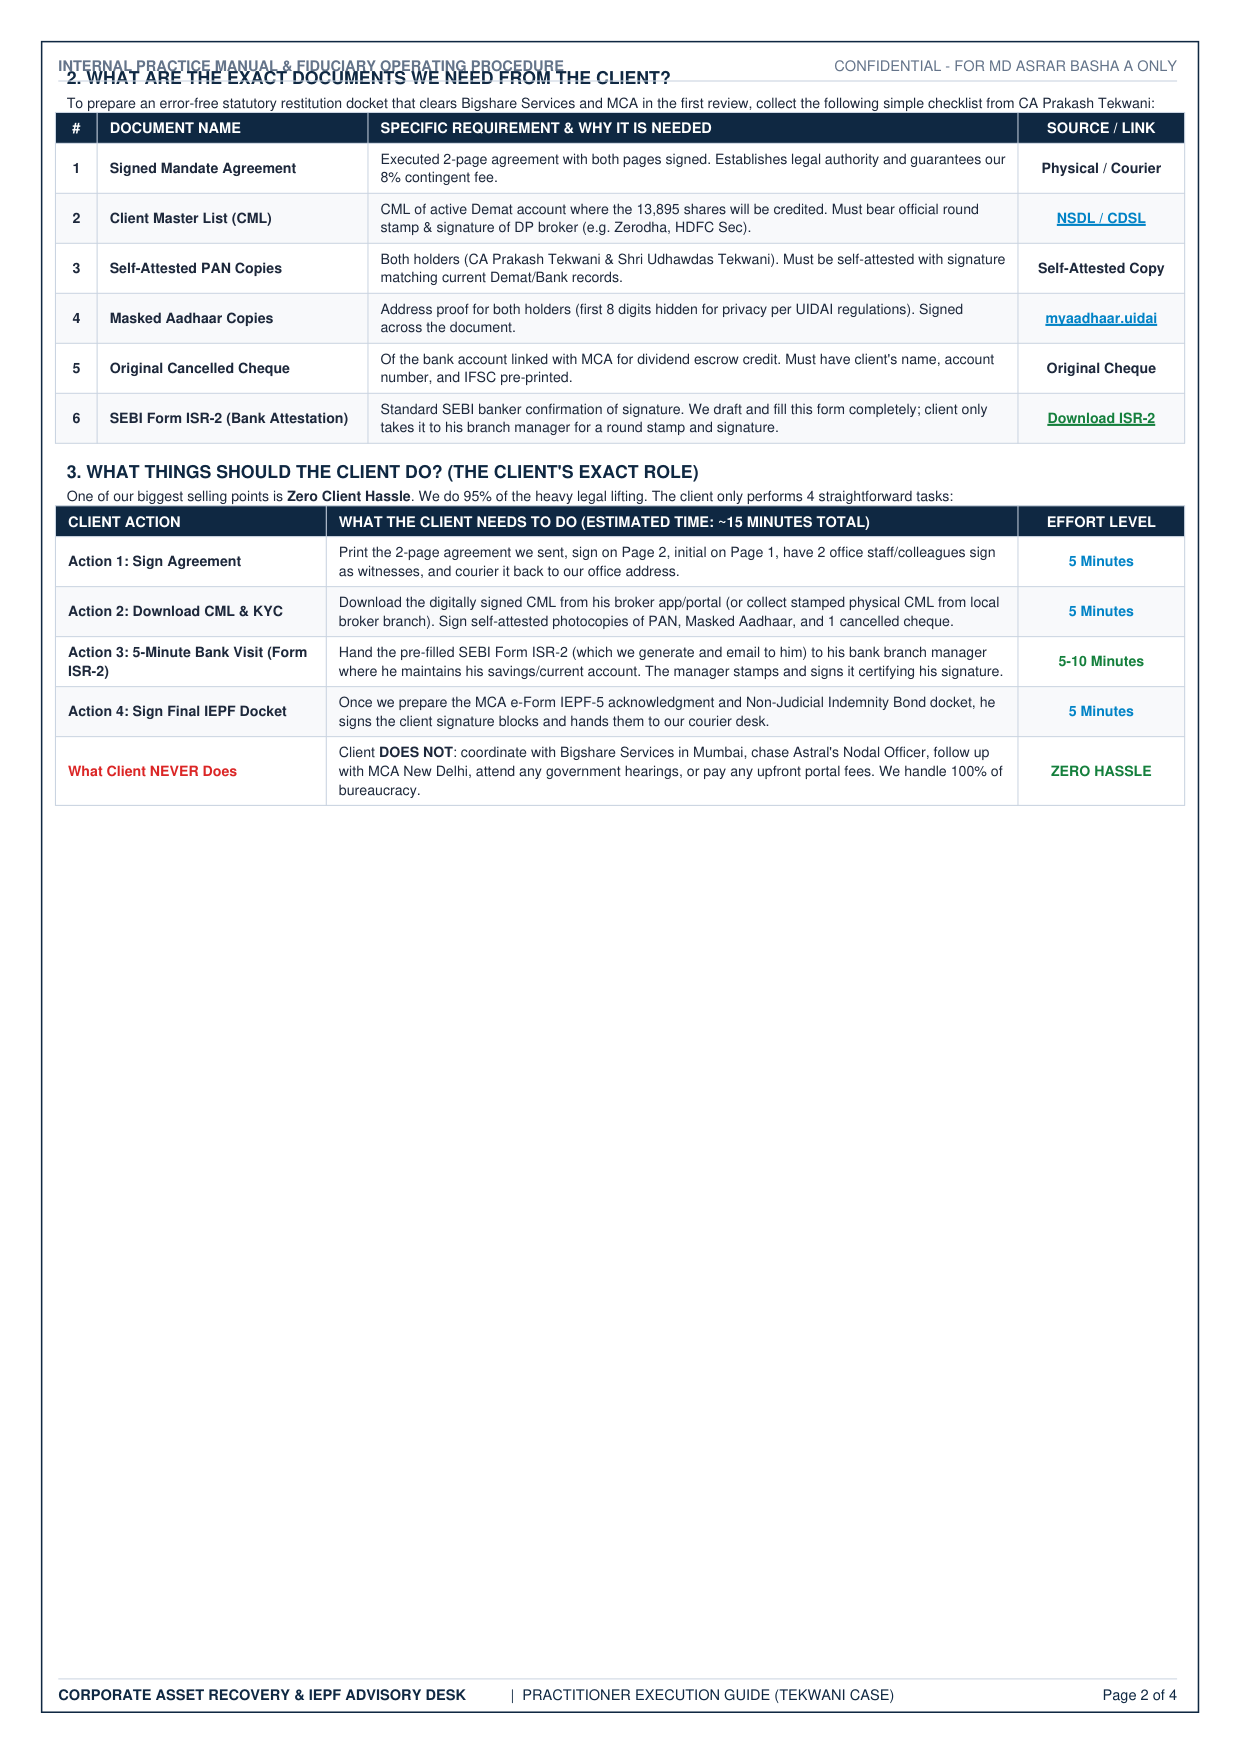 INTERNAL PRACTICE MANUAL & FIDUCIARY OPERATING PROCEDURE CONFIDENTIAL - FOR MD ASRAR BASHA A ONLY
2. WHAT ARE THE EXACT DOCUMENTS WE NEED FROM THE CLIENT?
To prepare an error-free statutory restitution docket that clears Bigshare Services and MCA in the first review, collect the following simple checklist from CA Prakash Tekwani:
# DOCUMENT NAME SPECIFIC REQUIREMENT & WHY IT IS NEEDED SOURCE / LINK
1 Signed Mandate Agreement Executed 2-page agreement with both pages signed. Establishes legal authority and guarantees our
8% contingent fee. Physical / Courier
2 Client Master List (CML) CML of active Demat account where the 13,895 shares will be credited. Must bear official round
stamp & signature of DP broker (e.g. Zerodha, HDFC Sec). NSDL / CDSL
3 Self-Attested PAN Copies Both holders (CA Prakash Tekwani & Shri Udhawdas Tekwani). Must be self-attested with signature
matching current Demat/Bank records. Self-Attested Copy
4 Masked Aadhaar Copies Address proof for both holders (first 8 digits hidden for privacy per UIDAI regulations). Signed
across the document. myaadhaar.uidai
5 Original Cancelled Cheque Of the bank account linked with MCA for dividend escrow credit. Must have client's name, account
number, and IFSC pre-printed. Original Cheque
6 SEBI Form ISR-2 (Bank Attestation) Standard SEBI banker confirmation of signature. We draft and fill this form completely; client only
takes it to his branch manager for a round stamp and signature. Download ISR-2
3. WHAT THINGS SHOULD THE CLIENT DO? (THE CLIENT'S EXACT ROLE)
One of our biggest selling points is Zero Client Hassle. We do 95% of the heavy legal lifting. The client only performs 4 straightforward tasks:
CLIENT ACTION WHAT THE CLIENT NEEDS TO DO (ESTIMATED TIME: ~15 MINUTES TOTAL) EFFORT LEVEL
Action 1: Sign Agreement Print the 2-page agreement we sent, sign on Page 2, initial on Page 1, have 2 office staff/colleagues sign
as witnesses, and courier it back to our office address. 5 Minutes
Action 2: Download CML & KYC Download the digitally signed CML from his broker app/portal (or collect stamped physical CML from local
broker branch). Sign self-attested photocopies of PAN, Masked Aadhaar, and 1 cancelled cheque. 5 Minutes
Action 3: 5-Minute Bank Visit (Form Hand the pre-filled SEBI Form ISR-2 (which we generate and email to him) to his bank branch manager
ISR-2) where he maintains his savings/current account. The manager stamps and signs it certifying his signature. 5-10 Minutes
Action 4: Sign Final IEPF Docket Once we prepare the MCA e-Form IEPF-5 acknowledgment and Non-Judicial Indemnity Bond docket, he
signs the client signature blocks and hands them to our courier desk. 5 Minutes
Client DOES NOT: coordinate with Bigshare Services in Mumbai, chase Astral's Nodal Officer, follow up
What Client NEVER Does with MCA New Delhi, attend any government hearings, or pay any upfront portal fees. We handle 100% of ZERO HASSLE
bureaucracy.
CORPORATE ASSET RECOVERY & IEPF ADVISORY DESK | PRACTITIONER EXECUTION GUIDE (TEKWANI CASE) Page 2 of 4